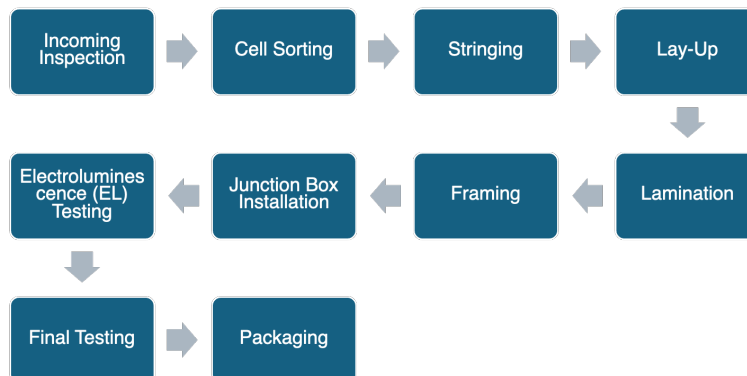 Incoming
Inspection
Cell Sorting
Stringing
Lay-Up
Electrolumines
cence (EL)
Testing
Junction Box
Installation
Framing
Lamination
Final Testing
Packaging